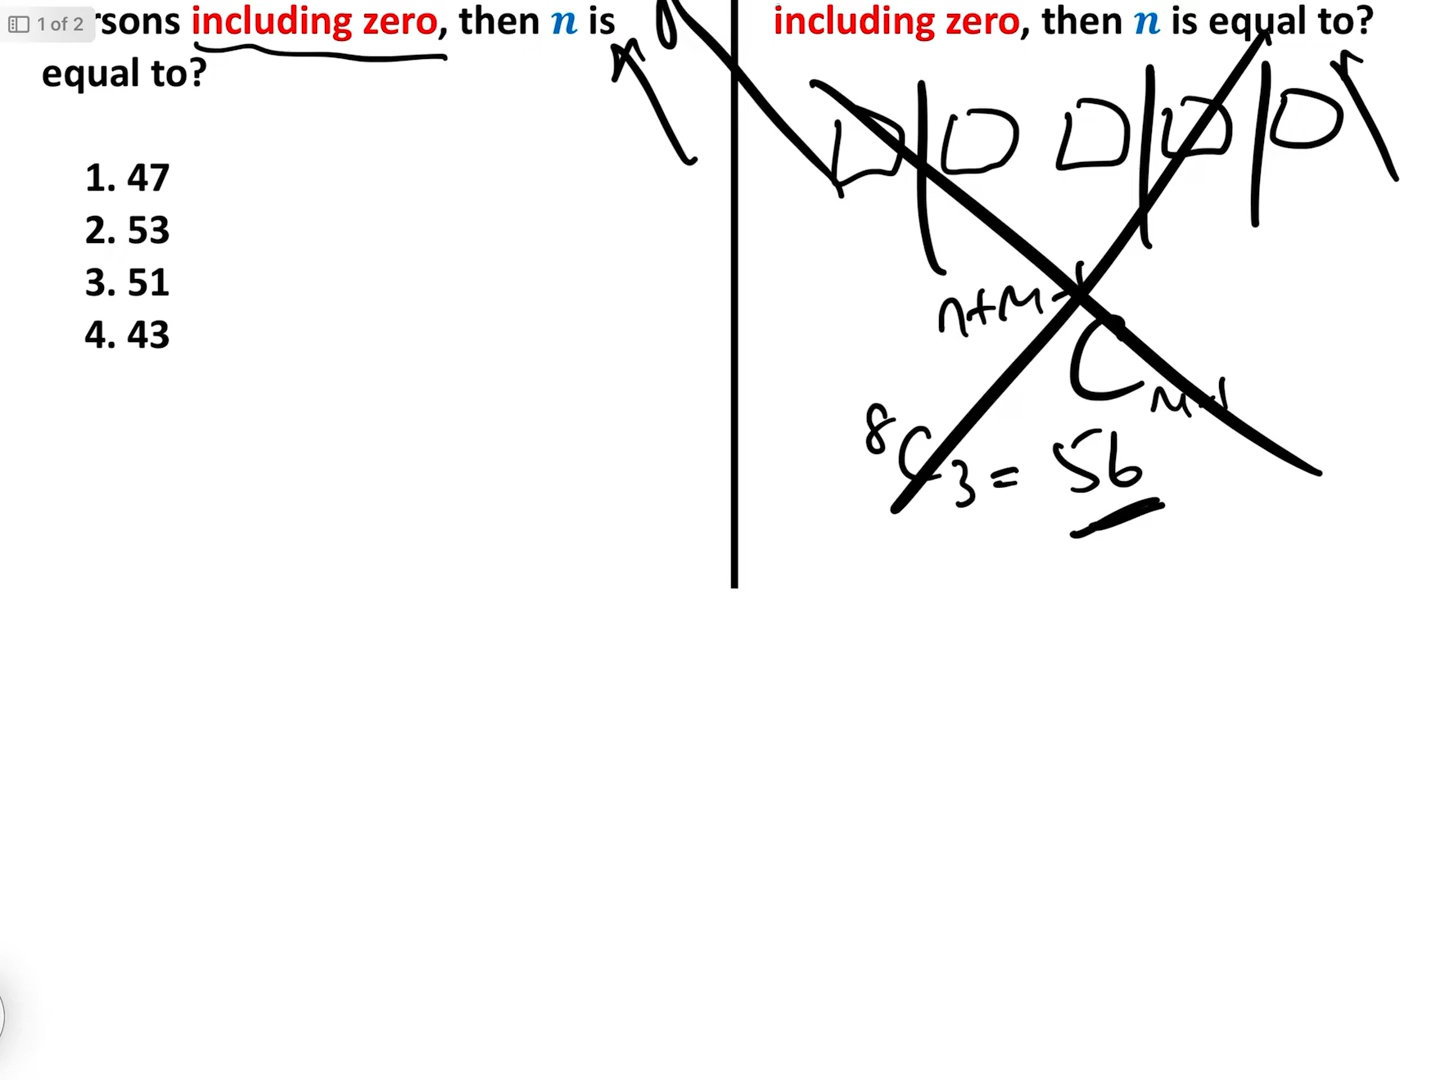 1 of 2
rsons including zero, then n is
equal to?
1. 47
2. 53
3. 51
4. 43
including zero, then n is equal to?
n+m-1
C m-1
8C3 = 56